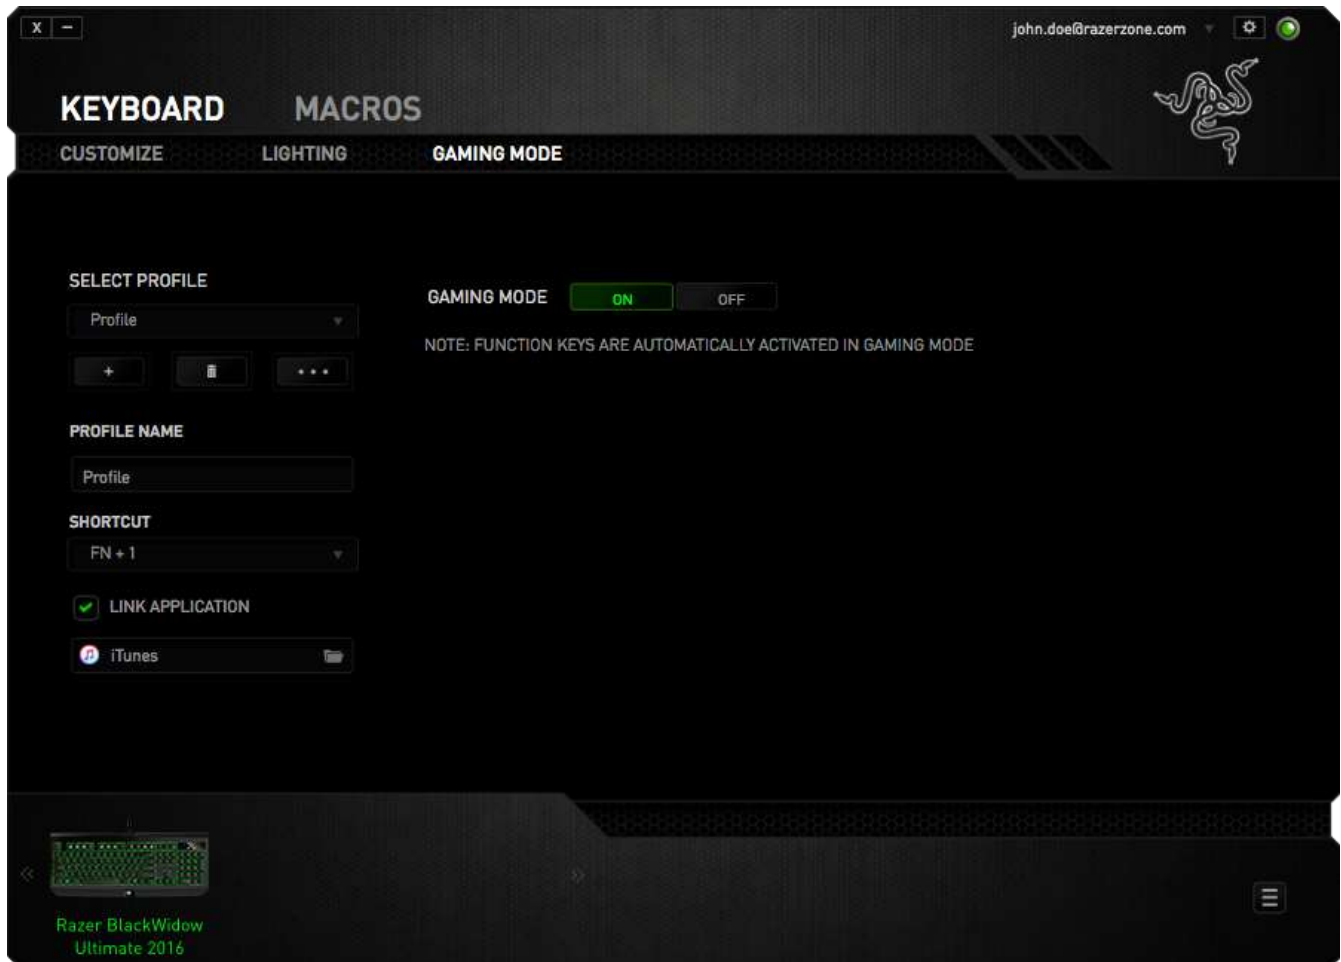 X −
john.doe@razerzone.com
KEYBOARD MACROS
CUSTOMIZE LIGHTING GAMING MODE
SELECT PROFILE
Profile
+ •••
PROFILE NAME
Profile
SHORTCUT
FN + 1
LINK APPLICATION
iTunes
GAMING MODE ON OFF
NOTE: FUNCTION KEYS ARE AUTOMATICALLY ACTIVATED IN GAMING MODE
Razer BlackWidow
Ultimate 2016